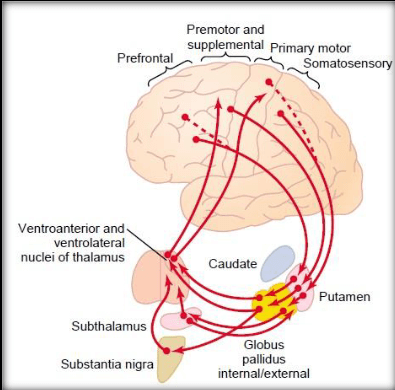 Premotor and
supplemental
Prefrontal
Primary motor
Somatosensory
Ventroanterior and
ventrolateral
nuclei of thalamus
Caudate
Putamen
Subthalamus
Globus
pallidus
internal/external
Substantia nigra